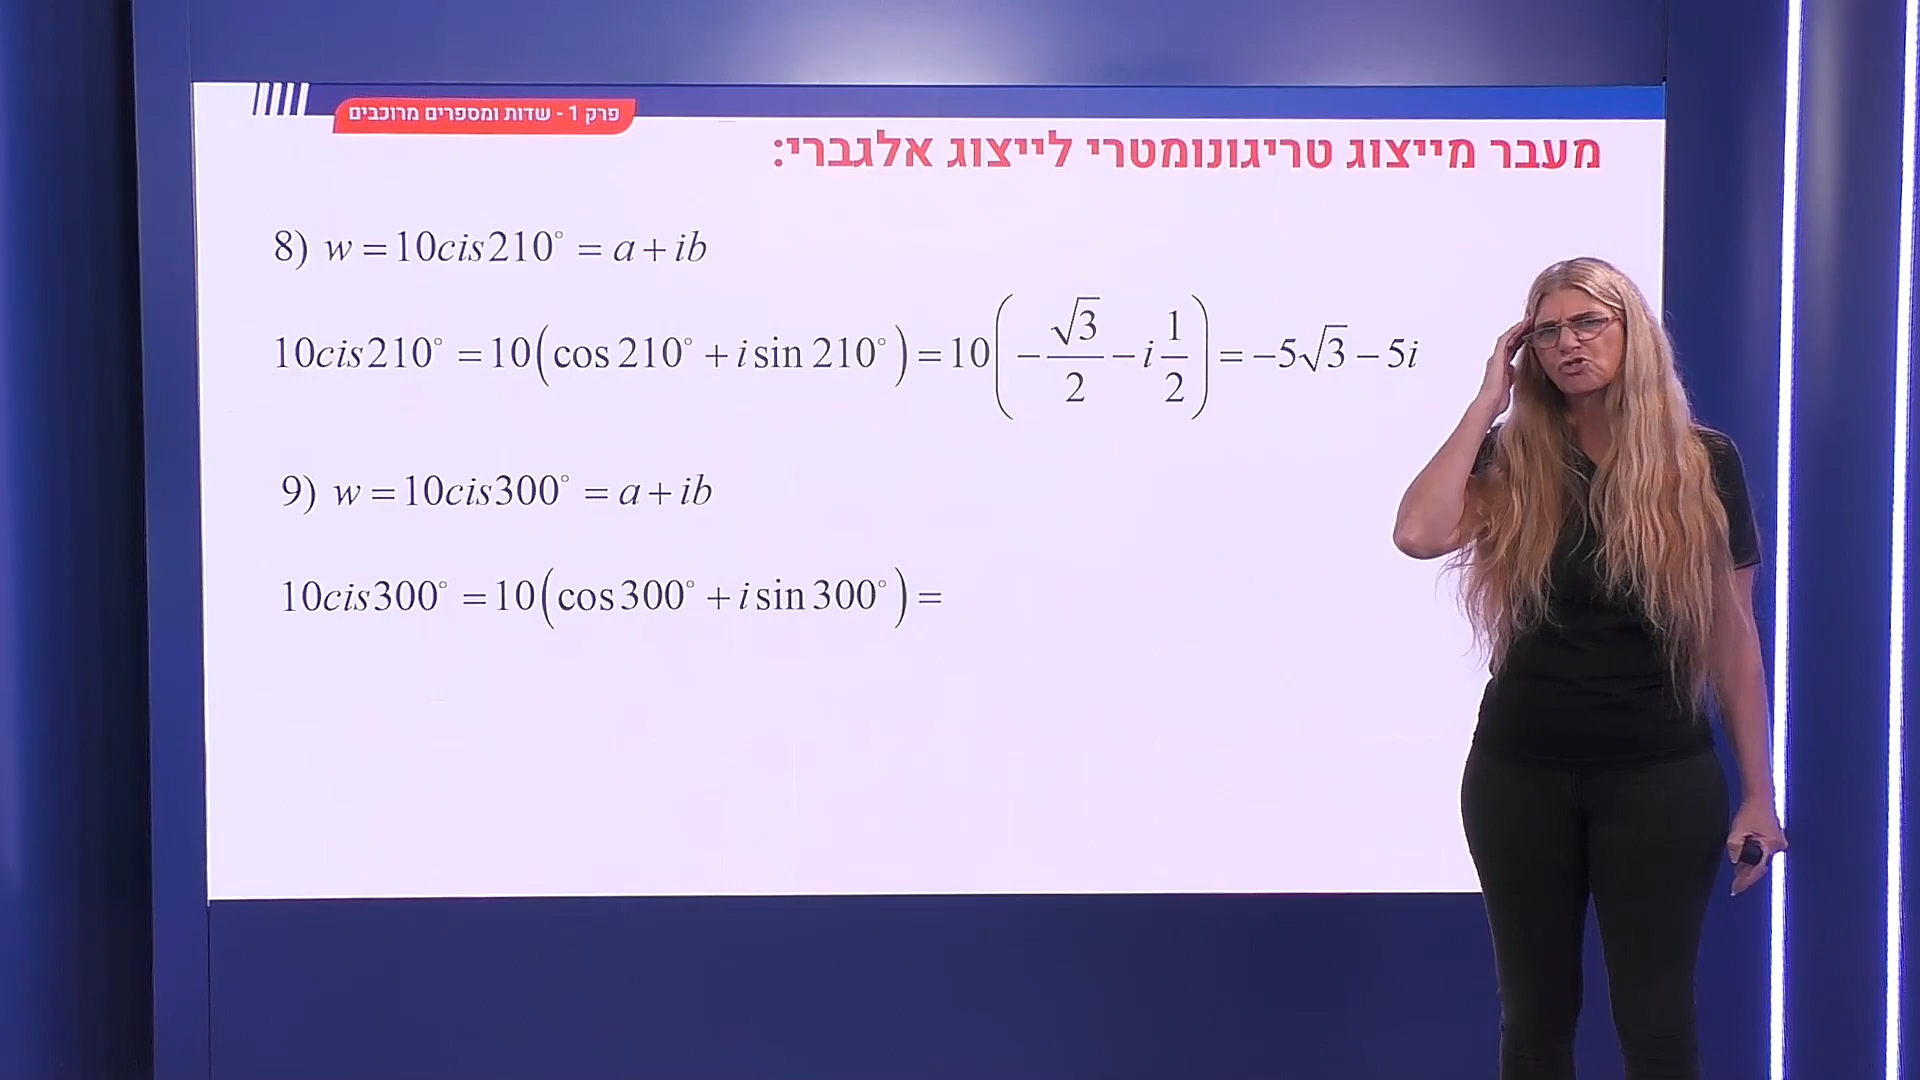 פרק 1 - שדות ומספרים מרוכבים
מעבר מייצוג טריגונומטרי לייצוג אלגברי:
8) w = 10cis210° = a + ib
10cis210° = 10(cos 210° + i sin 210°) = 10(-√3/2 - i 1/2) = -5√3 - 5i
9) w = 10cis300° = a + ib
10cis300° = 10(cos 300° + i sin 300°) =